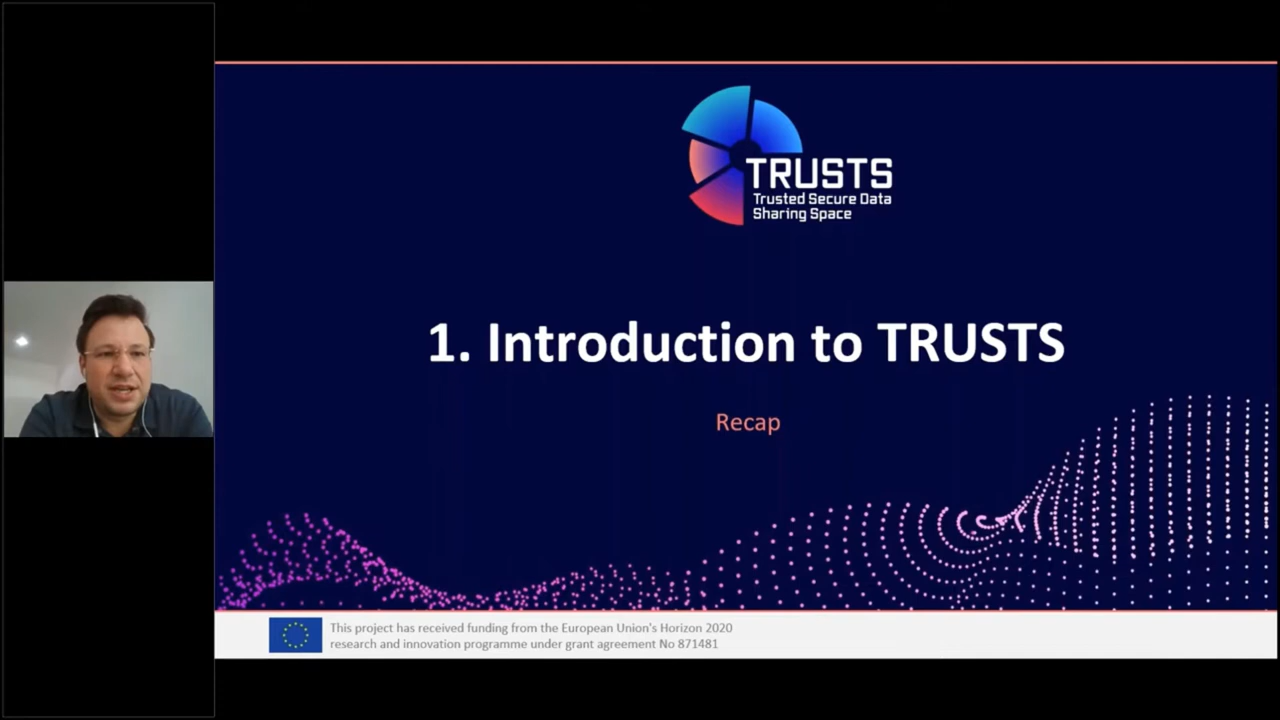 TRUSTS
Trusted Secure Data
Sharing Space
1. Introduction to TRUSTS
Recap
This project has received funding from the European Union's Horizon 2020
research and innovation programme under grant agreement No 871481